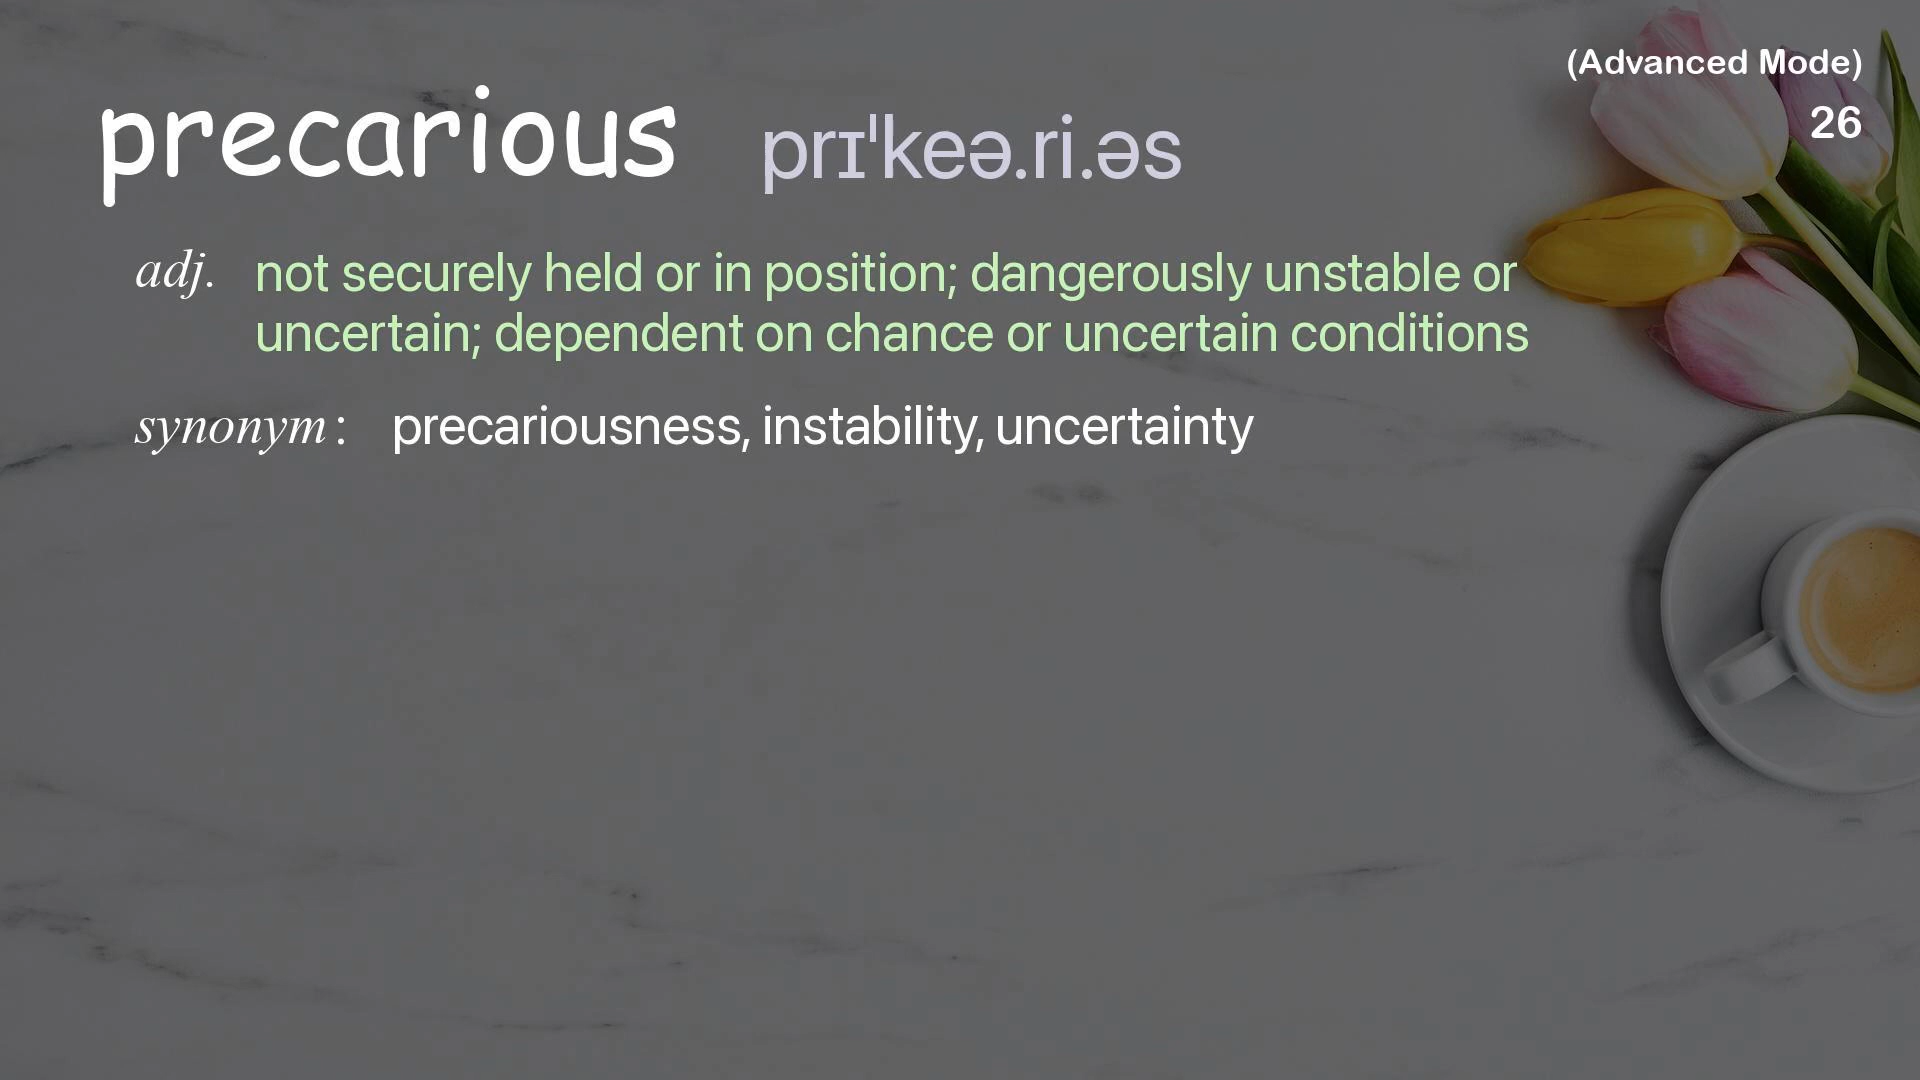 (Advanced Mode)
26
precarious prɪˈkeə.ri.əs
adj. not securely held or in position; dangerously unstable or
uncertain; dependent on chance or uncertain conditions
synonym: precariousness, instability, uncertainty